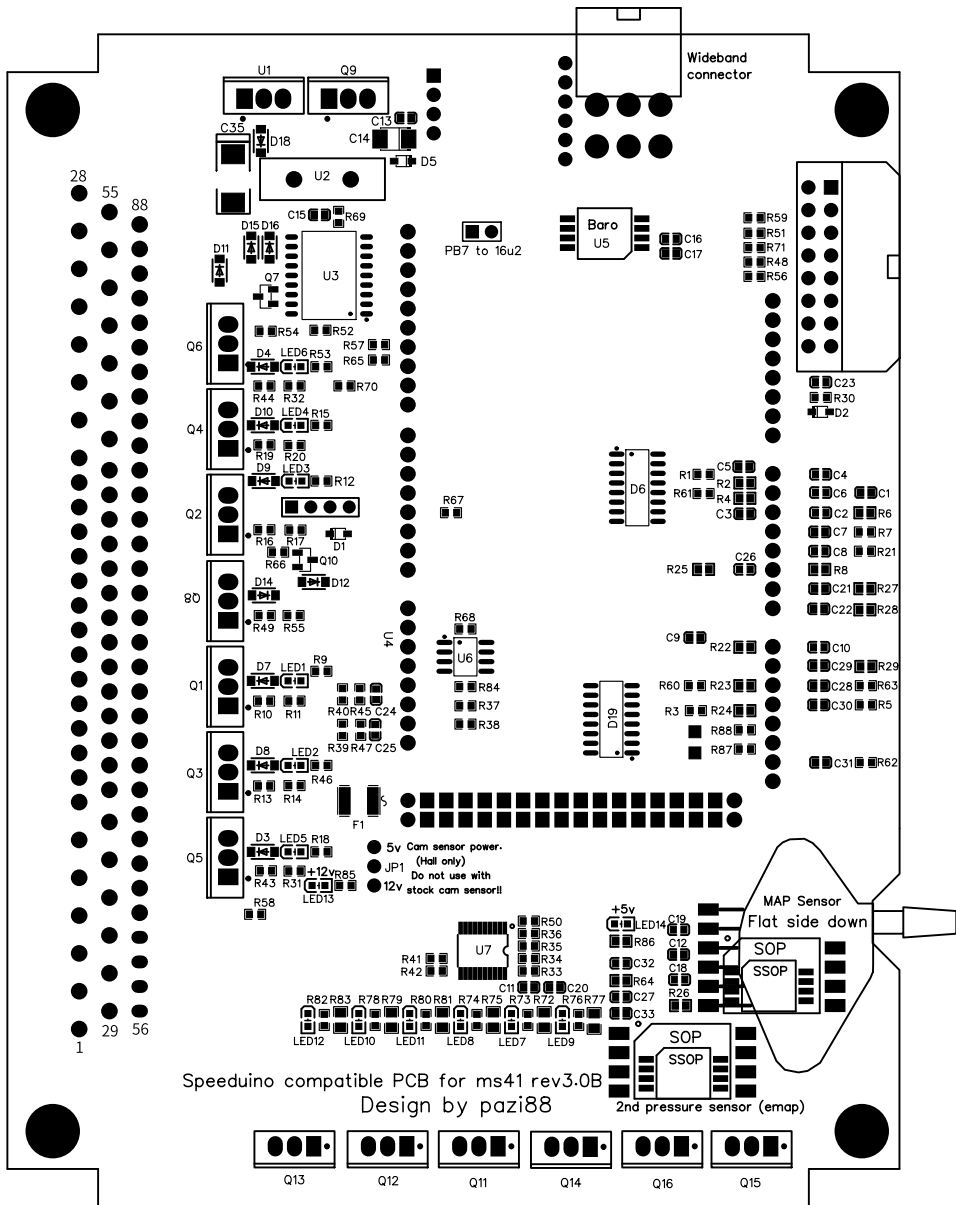 Wideband
connector
U1
Q9
C13
C14
C35
D18
D5
U2
28
55
88
C15
R69
D15
D16
D11
U3
Q7
PB7 to 16u2
Baro
U5
C16
C17
R59
R51
R71
R48
R56
R54
R52
R57
R65
Q6
D4
LED6
R53
R44
R32
R70
C23
R30
D2
Q4
D10
LED4
R15
R19
R20
D9
LED3
R12
Q2
R16
R17
D1
R66
Q10
R67
D6
R1
R61
C5
R2
R4
C3
C4
C6
C1
C2
R6
C7
R7
C8
R21
R25
C26
R8
C21
R27
C22
R28
D14
D12
Q8
R49
R55
U4
R68
U6
R84
R37
R38
C9
R22
C10
C29
R29
R60
R23
C28
R63
R3
R24
C30
R5
R88
R87
D19
C31
R62
Q1
D7
LED1
R9
R10
R11
R40
R45
C24
R39
R47
C25
Q3
D8
LED2
R46
R13
R14
F1
Q5
D3
LED5
R18
R43
R31
+12v
R85
LED13
R58
5v
JP1
12v
Cam sensor power.
(Hall only)
Do not use with
stock cam sensor!!
MAP Sensor
Flat side down
SOP
SSOP
+5v
LED14
C19
R86
C12
C32
C18
R64
R26
C27
C33
U7
R50
R36
R35
R34
R33
R41
R42
C11
C20
R82
R83
R78
R79
R80
R81
R74
R75
R73
R72
R76
R77
LED12
LED10
LED11
LED8
LED7
LED9
1
29
56
SOP
SSOP
Speeduino compatible PCB for ms41 rev3.0B
Design by pazi88
2nd pressure sensor (emap)
Q13
Q12
Q11
Q14
Q16
Q15